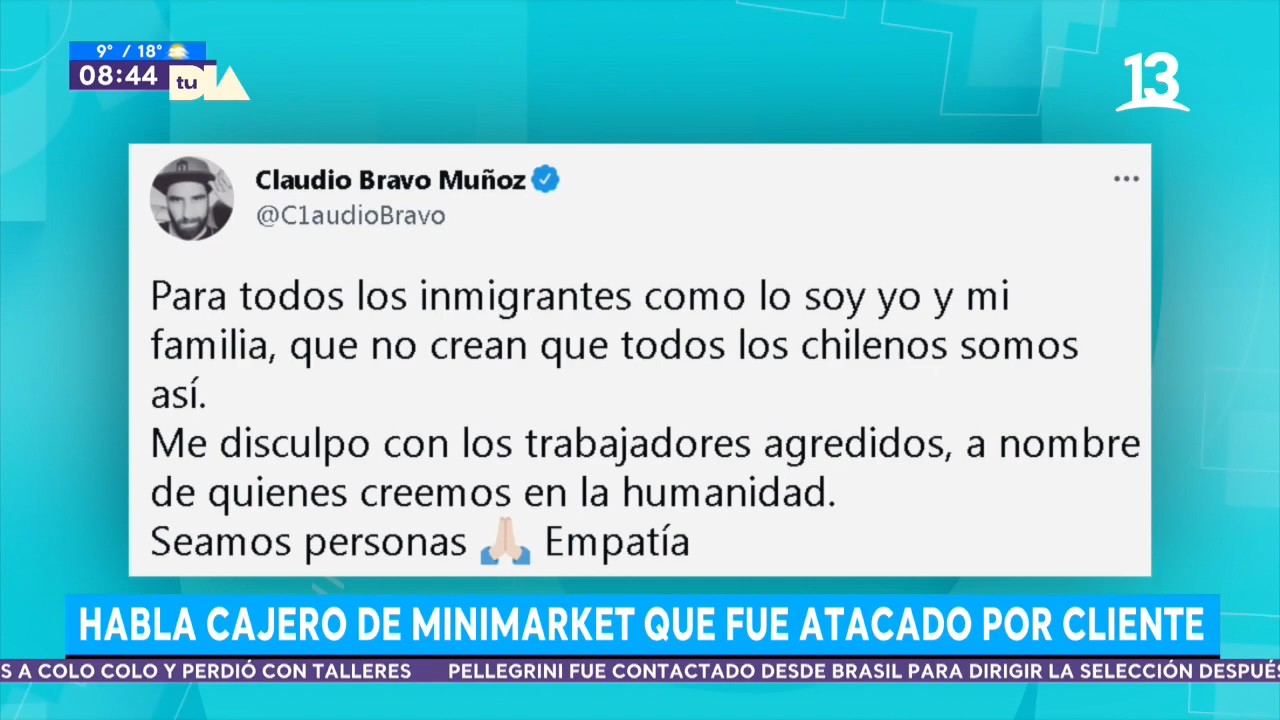 9° / 18°
08:44
tu DÍA
13
Claudio Bravo Muñoz
@C1audioBravo
Para todos los inmigrantes como lo soy yo y mi
familia, que no crean que todos los chilenos somos
así.
Me disculpo con los trabajadores agredidos, a nombre
de quienes creemos en la humanidad.
Seamos personas 🙏🏻 Empatía
HABLA CAJERO DE MINIMARKET QUE FUE ATACADO POR CLIENTE
S A COLO COLO Y PERDIÓ CON TALLERES PELLEGRINI FUE CONTACTADO DESDE BRASIL PARA DIRIGIR LA SELECCIÓN DESPUÉS